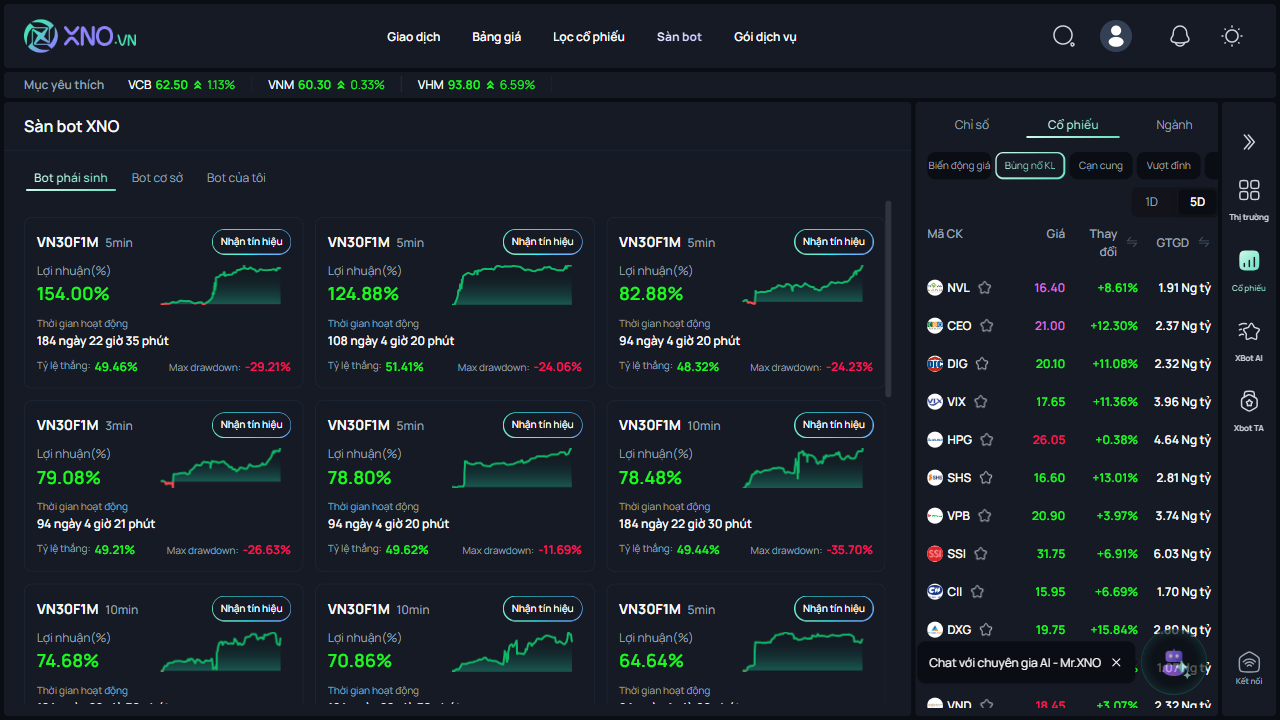 XNO.VN
Giao dịch Bảng giá Lọc cổ phiếu Sàn bot Gói dịch vụ
Mục yêu thích VCB 62.50 1.13% VNM 60.30 0.33% VHM 93.80 6.59%
Sàn bot XNO
Bot phái sinh Bot cơ sở Bot của tôi
VN30F1M 5min Nhận tín hiệu
Lợi nhuận(%)
154.00%
Thời gian hoạt động
184 ngày 22 giờ 35 phút
Tỷ lệ thắng: 49.46% Max drawdown: -29.21%
VN30F1M 5min Nhận tín hiệu
Lợi nhuận(%)
124.88%
Thời gian hoạt động
108 ngày 4 giờ 20 phút
Tỷ lệ thắng: 51.41% Max drawdown: -24.06%
VN30F1M 5min Nhận tín hiệu
Lợi nhuận(%)
82.88%
Thời gian hoạt động
94 ngày 4 giờ 20 phút
Tỷ lệ thắng: 48.32% Max drawdown: -24.23%
VN30F1M 3min Nhận tín hiệu
Lợi nhuận(%)
79.08%
Thời gian hoạt động
94 ngày 4 giờ 21 phút
Tỷ lệ thắng: 49.21% Max drawdown: -26.63%
VN30F1M 5min Nhận tín hiệu
Lợi nhuận(%)
78.80%
Thời gian hoạt động
94 ngày 4 giờ 20 phút
Tỷ lệ thắng: 49.62% Max drawdown: -11.69%
VN30F1M 10min Nhận tín hiệu
Lợi nhuận(%)
78.48%
Thời gian hoạt động
184 ngày 22 giờ 30 phút
Tỷ lệ thắng: 49.44% Max drawdown: -35.70%
VN30F1M 10min Nhận tín hiệu
Lợi nhuận(%)
74.68%
Thời gian hoạt động
VN30F1M 10min Nhận tín hiệu
Lợi nhuận(%)
70.86%
Thời gian hoạt động
VN30F1M 5min Nhận tín hiệu
Lợi nhuận(%)
64.64%
Thời gian hoạt động
Chỉ số Cổ phiếu Ngành
Biến động giá Bùng nổ KL Cạn cung Vượt đỉnh
1D 5D
Mã CK Giá Thay đổi GTGD
NVL 16.40 +8.61% 1.91 Ng tỷ
CEO 21.00 +12.30% 2.37 Ng tỷ
DIG 20.10 +11.08% 2.32 Ng tỷ
VIX 17.65 +11.36% 3.96 Ng tỷ
HPG 26.05 +0.38% 4.64 Ng tỷ
SHS 16.60 +13.01% 2.81 Ng tỷ
VPB 20.90 +3.97% 3.74 Ng tỷ
SSI 31.75 +6.91% 6.03 Ng tỷ
CII 15.95 +6.69% 1.70 Ng tỷ
DXG 19.75 +15.84% 2.80 Ng tỷ
Chat với chuyên gia AI - Mr.XNO
VND 18.45 +3.07% 2.32 Ng tỷ
Thị trường
Cổ phiếu
XBot AI
Xbot TA
Kết nối